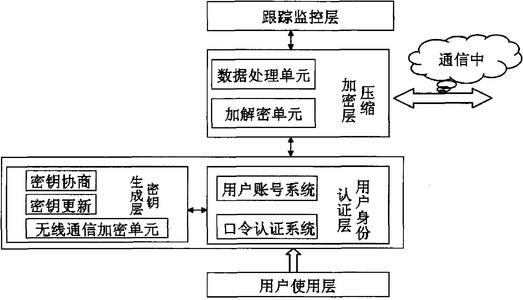 跟踪监控层
数据处理单元
加解密单元
压缩
加密层
通信中
密钥协商
密钥更新
无线通信加密单元
密钥
生成层
用户账号系统
口令认证系统
用户身份
认证层
用户使用层